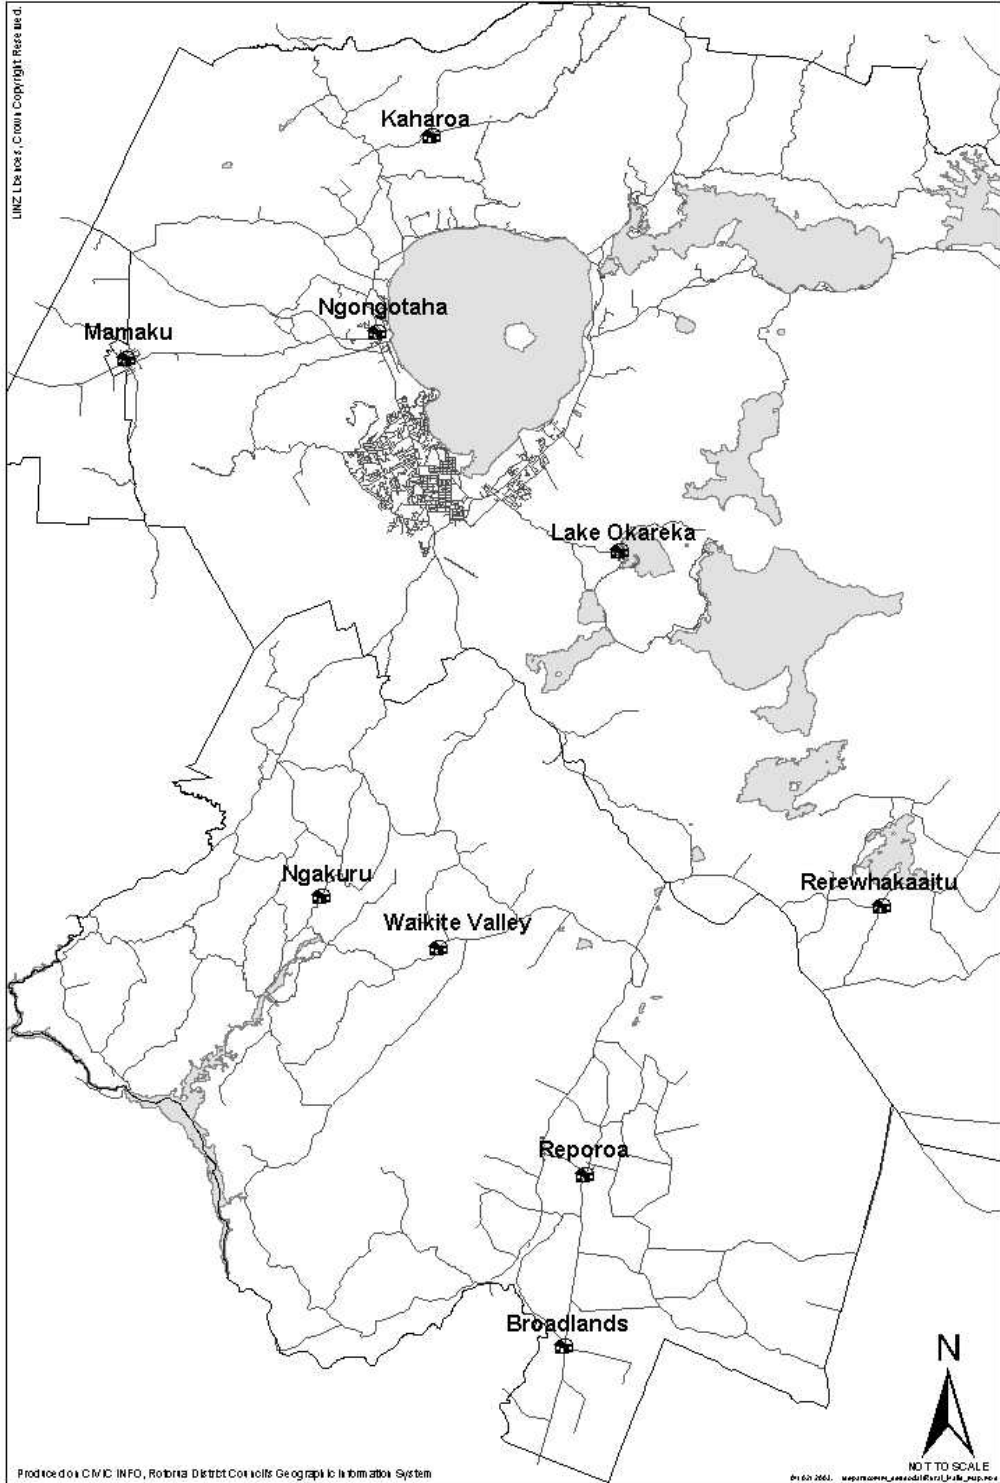 LINZ Licences, Crown Copyright Reserved.
Kaharoa
Ngongotaha
Mamaku
Lake Okareka
Ngakuru
Rerewhakaaitu
Waikite Valley
Reporoa
Broadlands
N
NOT TO SCALE
Produced on CIVIC INFO, Rotorua District Council's Geographic Information System